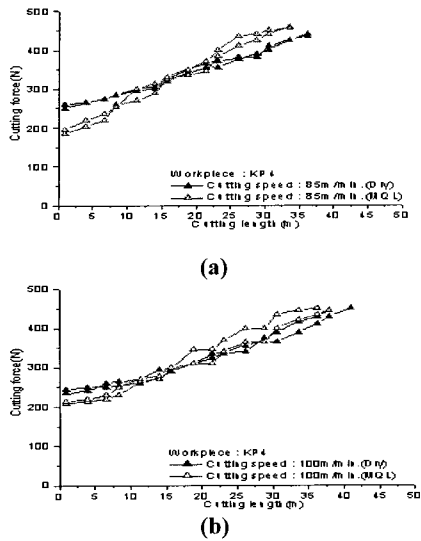 500
400
300
200
100
0
Cutting force(N)
Workpiece : KP4
Cutting speed : 85m/min.(Dry)
Cutting speed : 85m/min.(MQL)
0 5 10 15 20 25 30 35 40 45 50
Cutting length(m)
(a)
500
400
300
200
100
0
Cutting force(N)
Workpiece : KP4
Cutting speed : 100m/min.(Dry)
Cutting speed : 100m/min.(MQL)
0 5 10 15 20 25 30 35 40 45 50
Cutting length(m)
(b)